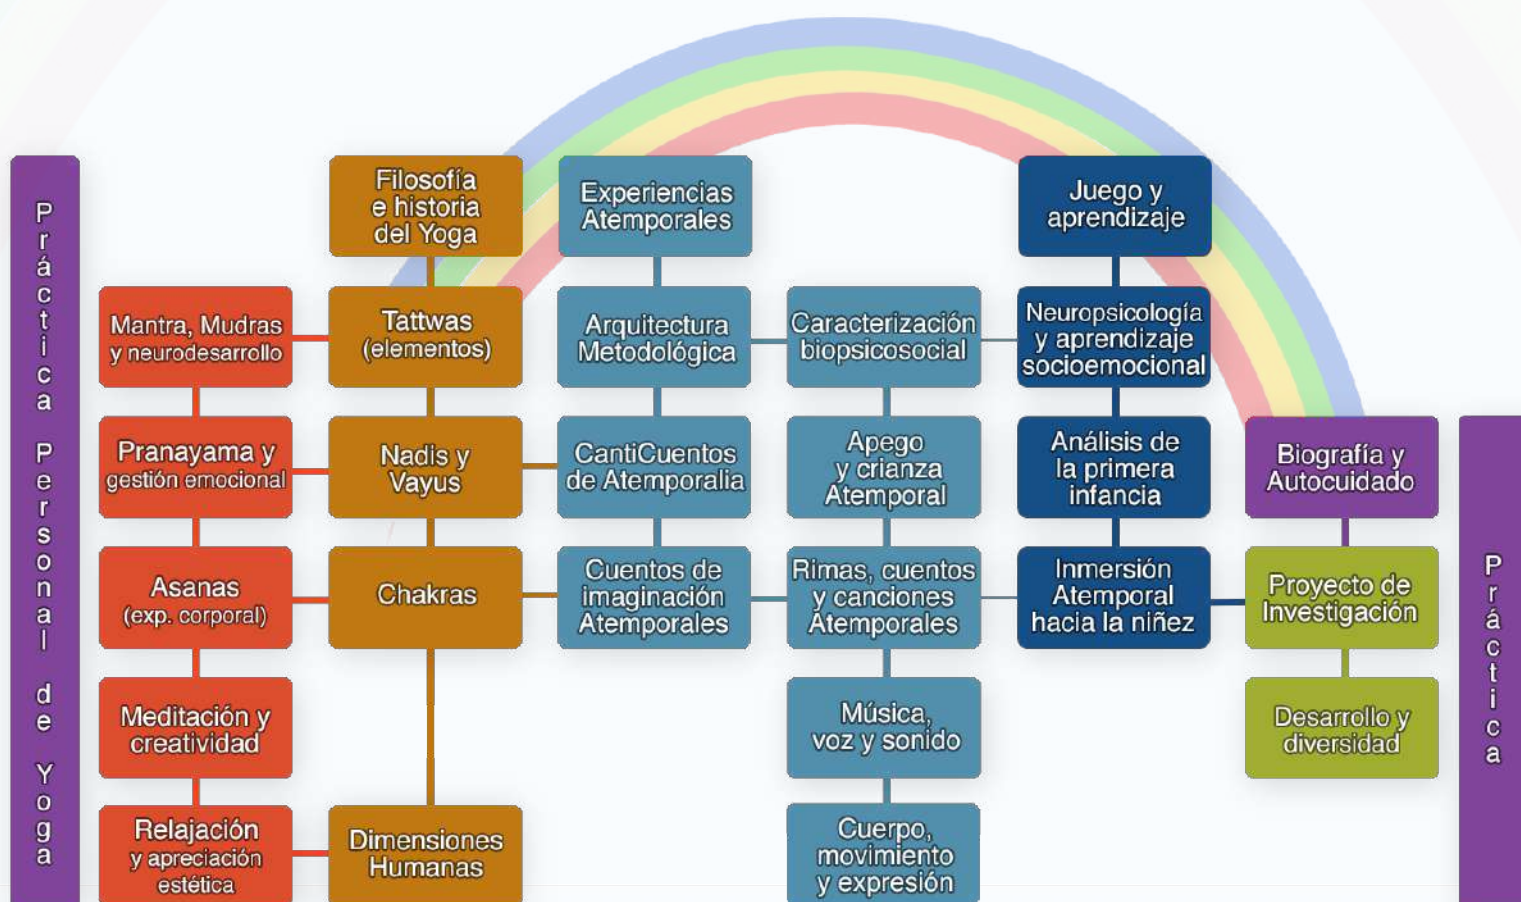 Práctica Personal de Yoga
Mantra, Mudras
y neurodesarrollo
Pranayama y
gestión emocional
Asanas
(exp. corporal)
Meditación y
creatividad
Relajación
y apreciación
estética
Filosofía
e historia
del Yoga
Tattwas
(elementos)
Nadis y
Vayus
Chakras
Dimensiones
Humanas
Experiencias
Atemporales
Arquitectura
Metodológica
CantiCuentos
de Atemporalia
Cuentos de
imaginación
Atemporales
Caracterización
biopsicosocial
Apego
y crianza
Atemporal
Rimas, cuentos
y canciones
Atemporales
Música,
voz y sonido
Cuerpo,
movimiento
y expresión
Juego y
aprendizaje
Neuropsicología
y aprendizaje
socioemocional
Análisis de
la primera
infancia
Inmersión
Atemporal
hacia la niñez
Biografía y
Autocuidado
Proyecto de
Investigación
Desarrollo y
diversidad
Práctica